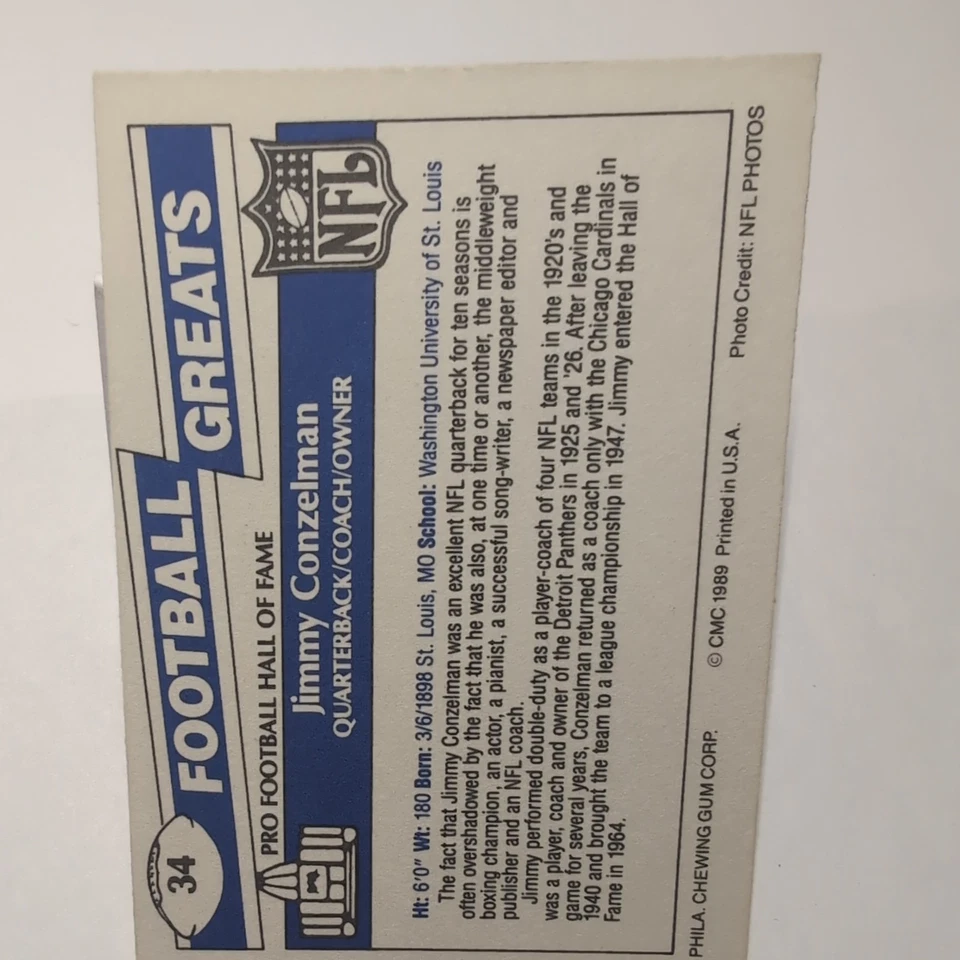 34
FOOTBALL
GREATS
PRO FOOTBALL HALL OF FAME
Jimmy Conzelman
QUARTERBACK/COACH/OWNER
NFL
Ht: 6'0" Wt: 180 Born: 3/6/1898 St. Louis, MO School: Washington University of St. Louis
The fact that Jimmy Conzelman was an excellent NFL quarterback for ten seasons is
often overshadowed by the fact that he was also, at one time or another, the middleweight
boxing champion, an actor, a pianist, a successful song-writer, a newspaper editor and
publisher and an NFL coach.
Jimmy performed double-duty as a player-coach of four NFL teams in the 1920's and
was a player, coach and owner of the Detroit Panthers in 1925 and '26. After leaving the
game for several years, Conzelman returned as a coach only with the Chicago Cardinals in
1940 and brought the team to a league championship in 1947. Jimmy entered the Hall of
Fame in 1964.
PHILA. CHEWING GUM CORP. © CMC 1989 Printed in U.S.A. Photo Credit: NFL PHOTOS